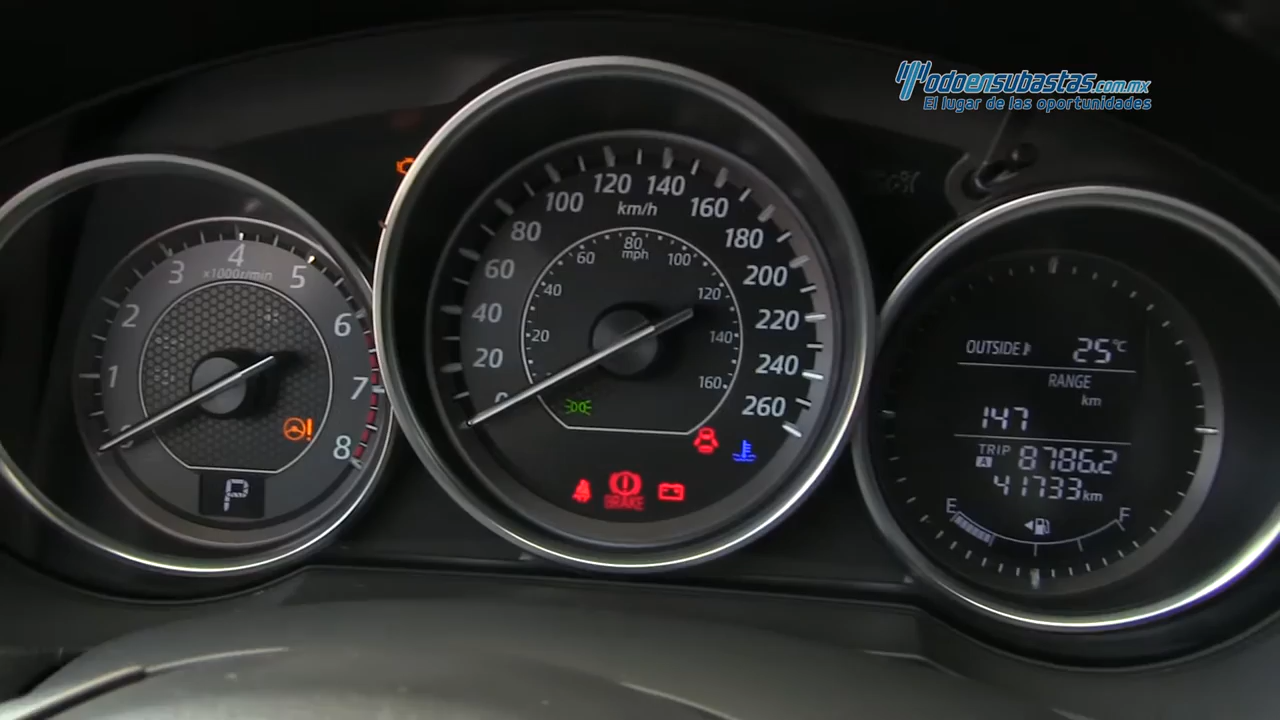 Todoensubastas.com.mx
El lugar de las oportunidades
1 2 3 4 5 6 7 8
x1000r/min
P
0 20 40 60 80 100 120 140 160 180 200 220 240 260
km/h
20 40 60 80 100 120 140 160
mph
BRAKE
OUTSIDE 25°C
RANGE
km
147
TRIP
A 8786.2
41733 km
E F